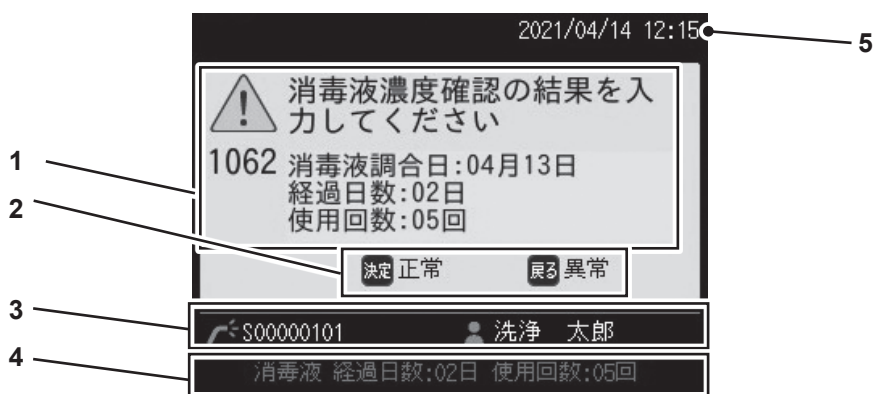 2021/04/14 12:15
5
消毒液濃度確認の結果を入
力してください
1062 消毒液調合日:04月13日
経過日数:02日
使用回数:05回
1
2
決定 正常 戻る 異常
3
S00000101 洗浄 太郎
4
消毒液 経過日数:02日 使用回数:05回